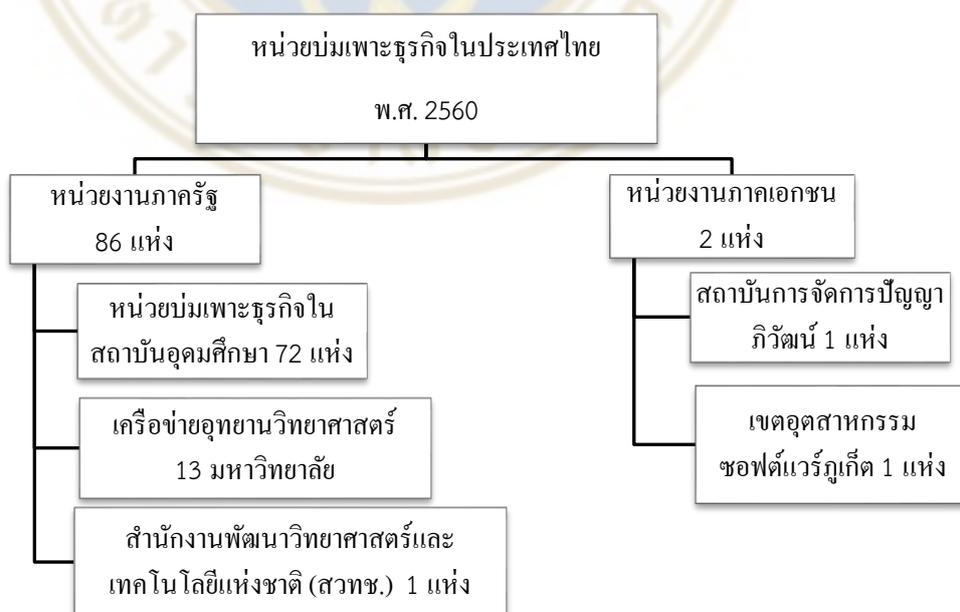 หน่วยบ่มเพาะธุรกิจในประเทศไทย
พ.ศ. 2560
หน่วยงานภาครัฐ
86 แห่ง
หน่วยบ่มเพาะธุรกิจใน
สถาบันอุดมศึกษา 72 แห่ง
เครือข่ายอุทยานวิทยาศาสตร์
13 มหาวิทยาลัย
สำนักงานพัฒนาวิทยาศาสตร์และ
เทคโนโลยีแห่งชาติ (สวทช.) 1 แห่ง
หน่วยงานภาคเอกชน
2 แห่ง
สถาบันการจัดการปัญญา
ภิวัฒน์ 1 แห่ง
เขตอุตสาหกรรม
ซอฟต์แวร์ภูเก็ต 1 แห่ง